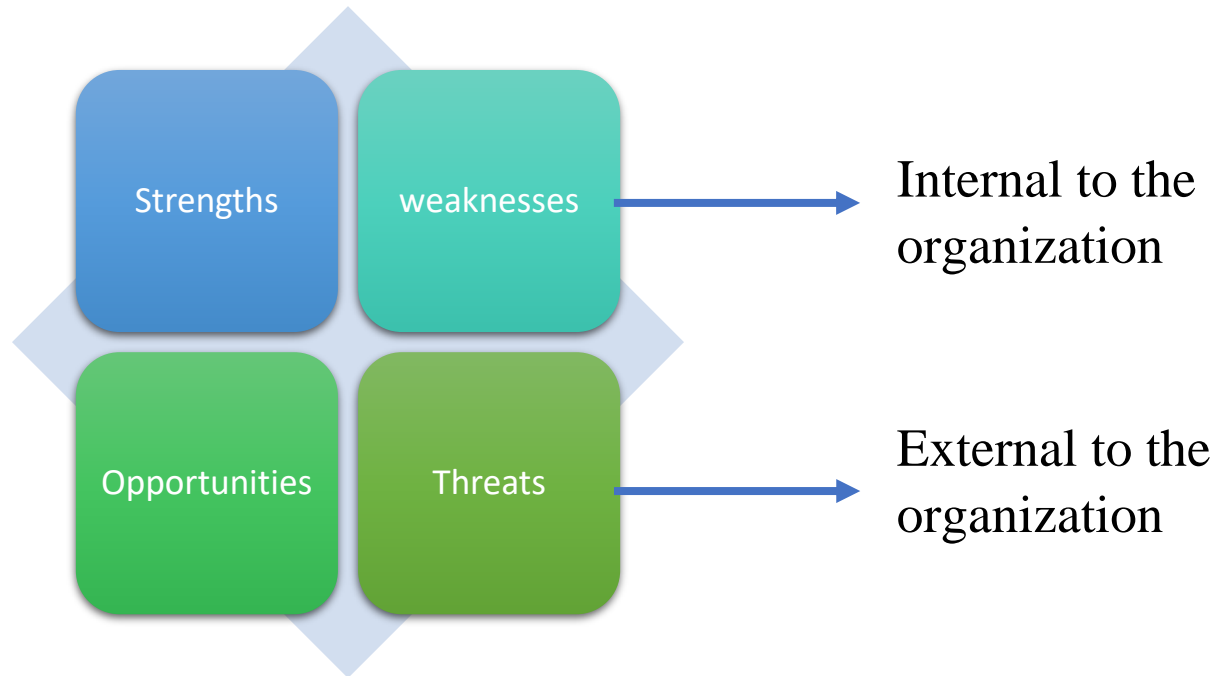 Strengths
weaknesses
Internal to the
organization
Opportunities
Threats
External to the
organization